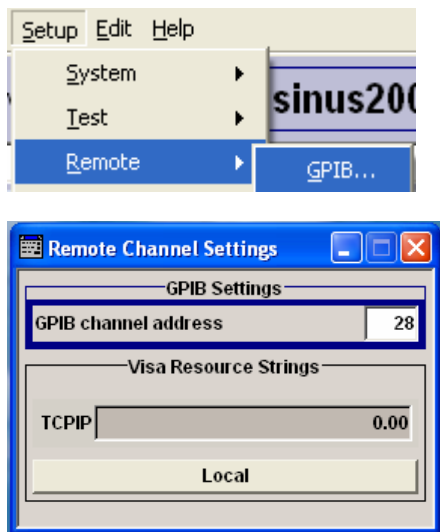 Setup Edit Help
System
sinus200
Test
Remote
GPIB...
Remote Channel Settings
GPIB Settings
GPIB channel address 28
Visa Resource Strings
TCPIP 0.00
Local